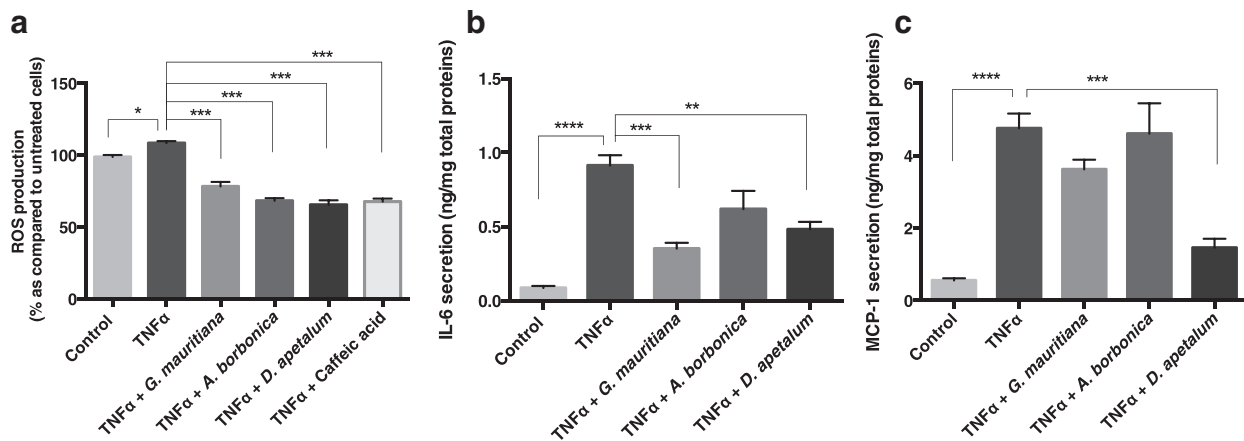 a
ROS production
(% as compared to untreated cells)
150
100
50
0
*
***
***
***
***
Control
TNFα
TNFα + G. mauritiana
TNFα + A. borbonica
TNFα + D. apetalum
TNFα + Caffeic acid
b
IL-6 secretion (ng/mg total proteins)
1.5
1.0
0.5
0.0
****
***
**
Control
TNFα
TNFα + G. mauritiana
TNFα + A. borbonica
TNFα + D. apetalum
c
MCP-1 secretion (ng/mg total proteins)
6
4
2
0
****
***
Control
TNFα
TNFα + G. mauritiana
TNFα + A. borbonica
TNFα + D. apetalum